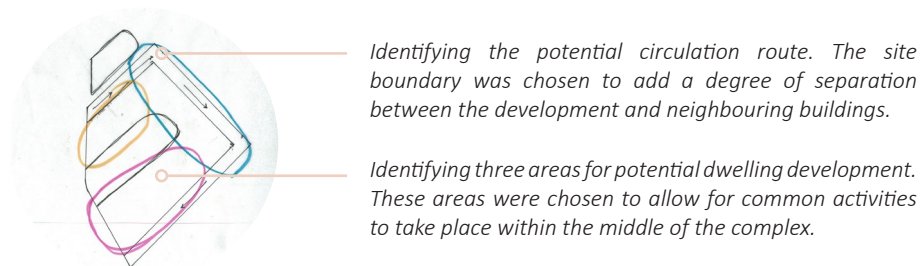 Identifying the potential circulation route. The site
boundary was chosen to add a degree of separation
between the development and neighbouring buildings.
Identifying three areas for potential dwelling development.
These areas were chosen to allow for common activities
to take place within the middle of the complex.